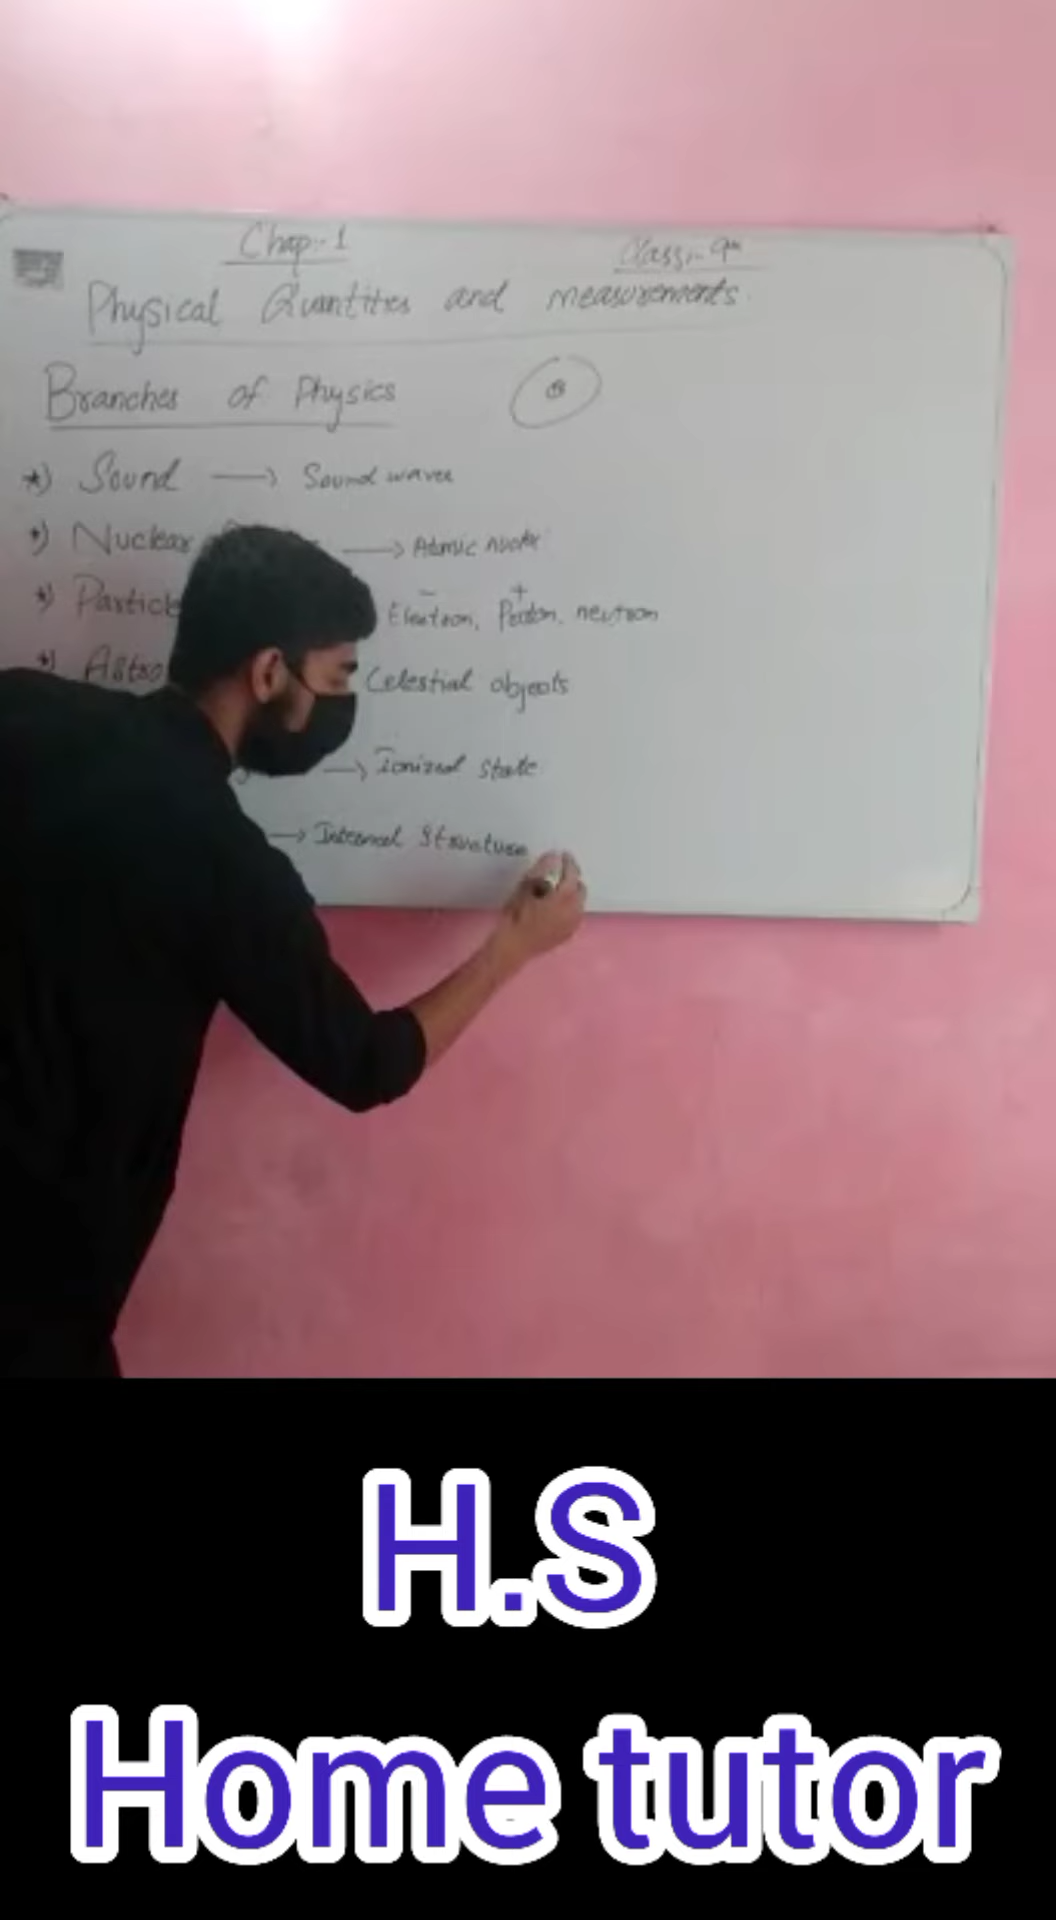 Chap:- 1
Class:- 9th
Physical Quantities and measurements.
Branches of Physics
*) Sound → Sound waves
*) Nuclear → Atomic
*) Particle Electron, Proton, neutron
− +
*) Astro Celestial objects
→ Ionized state
→ Internal Structure
H.S
Home tutor